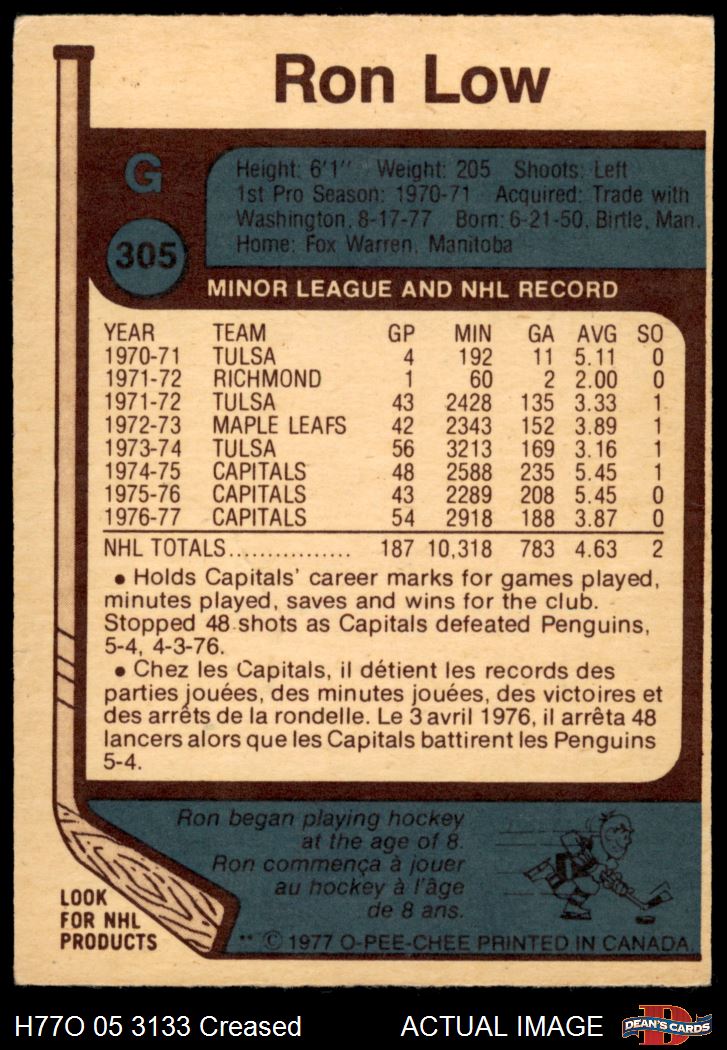 Ron Low
G
305
Height: 6'1" Weight: 205 Shoots: Left
1st Pro Season: 1970-71 Acquired: Trade with
Washington, 8-17-77 Born: 6-21-50, Birtle, Man.
Home: Fox Warren, Manitoba
MINOR LEAGUE AND NHL RECORD
YEAR TEAM GP MIN GA AVG SO
1970-71 TULSA 4 192 11 5.11 0
1971-72 RICHMOND 1 60 2 2.00 0
1971-72 TULSA 43 2428 135 3.33 1
1972-73 MAPLE LEAFS 42 2343 152 3.89 1
1973-74 TULSA 56 3213 169 3.16 1
1974-75 CAPITALS 48 2588 235 5.45 1
1975-76 CAPITALS 43 2289 208 5.45 0
1976-77 CAPITALS 54 2918 188 3.87 0
NHL TOTALS................ 187 10,318 783 4.63 2
• Holds Capitals' career marks for games played,
minutes played, saves and wins for the club.
Stopped 48 shots as Capitals defeated Penguins,
5-4, 4-3-76.
• Chez les Capitals, il détient les records des
parties jouées, des minutes jouées, des victoires et
des arrêts de la rondelle. Le 3 avril 1976, il arrêta 48
lancers alors que les Capitals battirent les Penguins
5-4.
Ron began playing hockey
at the age of 8.
Ron commença à jouer
au hockey à l'âge
de 8 ans.
LOOK
FOR NHL
PRODUCTS
** © 1977 O-PEE-CHEE PRINTED IN CANADA.
H77O 05 3133 Creased ACTUAL IMAGE
D
DEAN'S CARDS